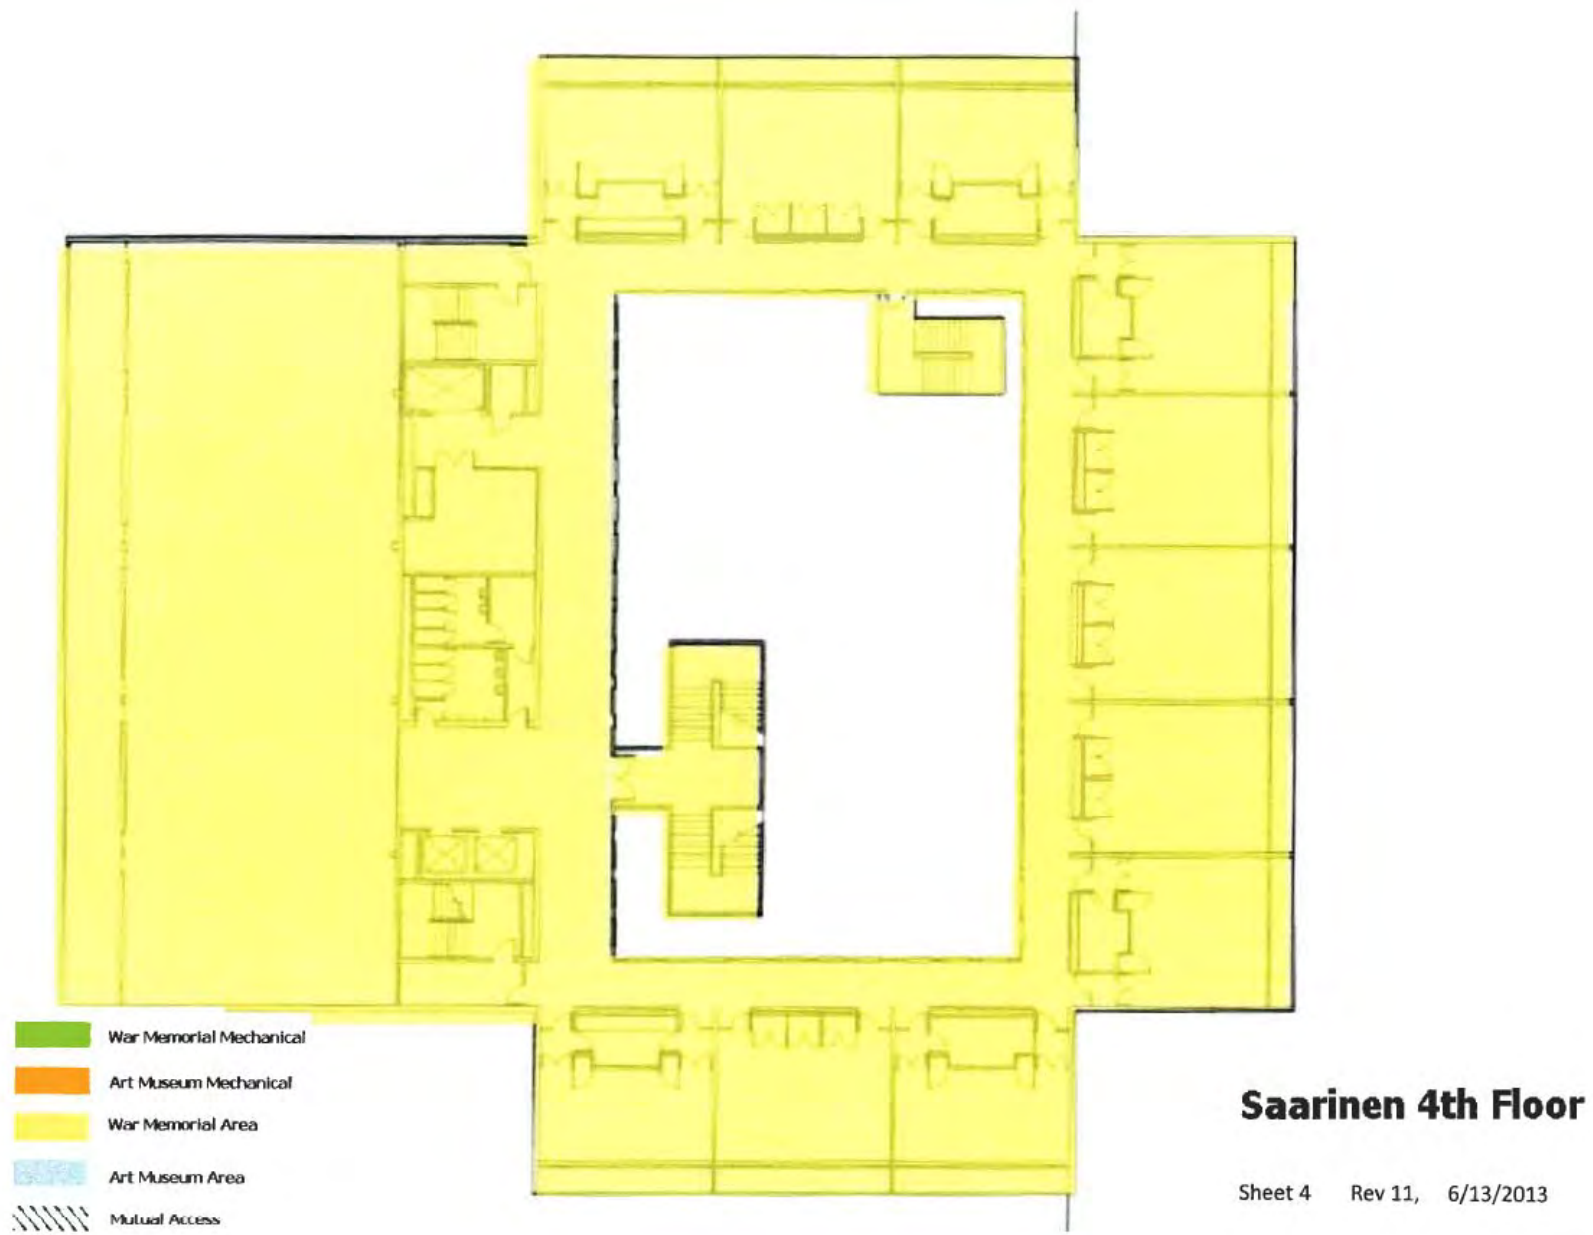 War Memorial Mechanical
Art Museum Mechanical
War Memorial Area
Art Museum Area
Mutual Access
Saarinen 4th Floor
Sheet 4 Rev 11, 6/13/2013